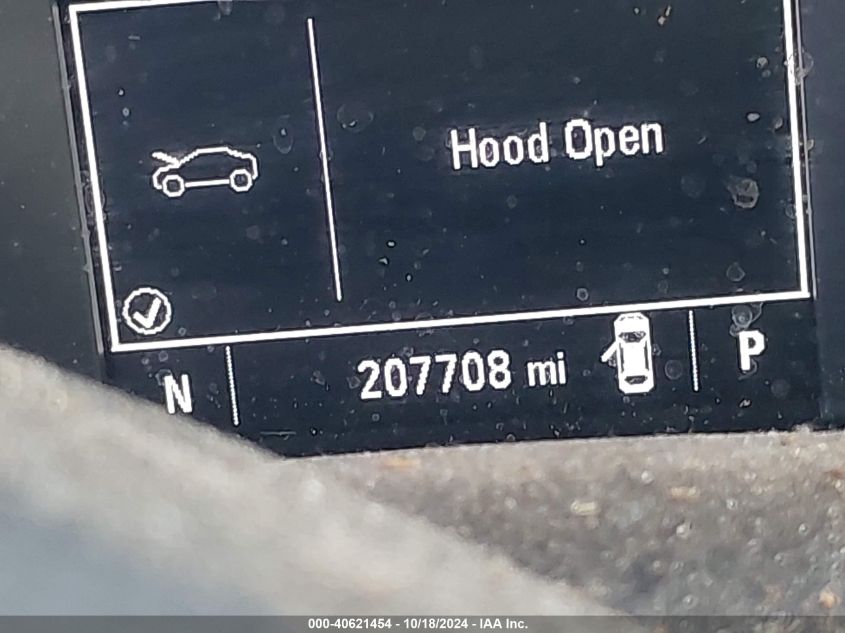 Hood Open
N 207708 mi P
000-40621454 - 10/18/2024 - IAA Inc.